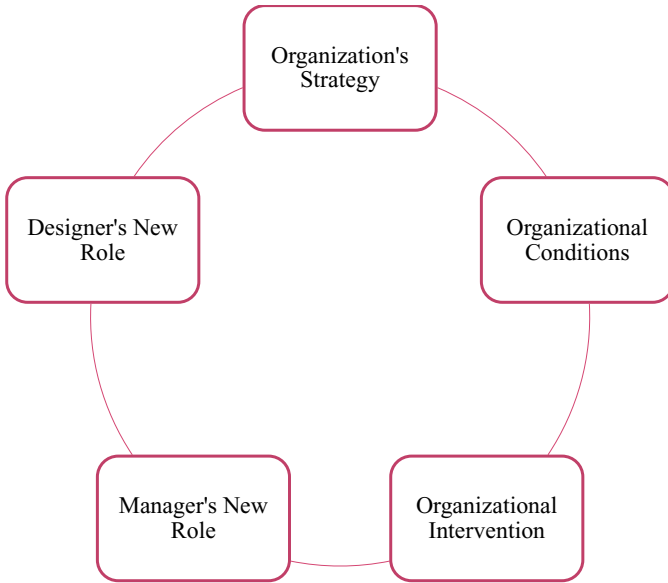 Organization's
Strategy
Organizational
Conditions
Organizational
Intervention
Manager's New
Role
Designer's New
Role